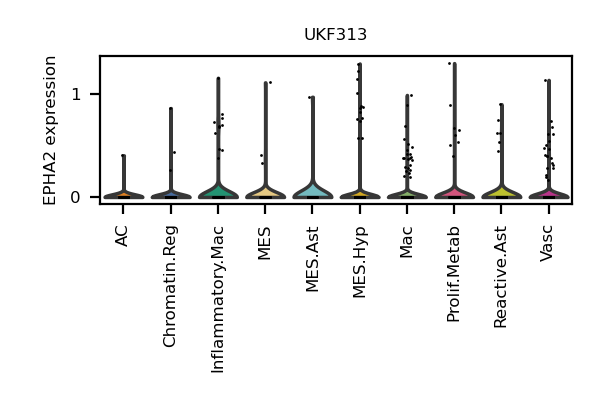 UKF313
EPHA2 expression
1
0
AC
Chromatin.Reg
Inflammatory.Mac
MES
MES.Ast
MES.Hyp
Mac
Prolif.Metab
Reactive.Ast
Vasc